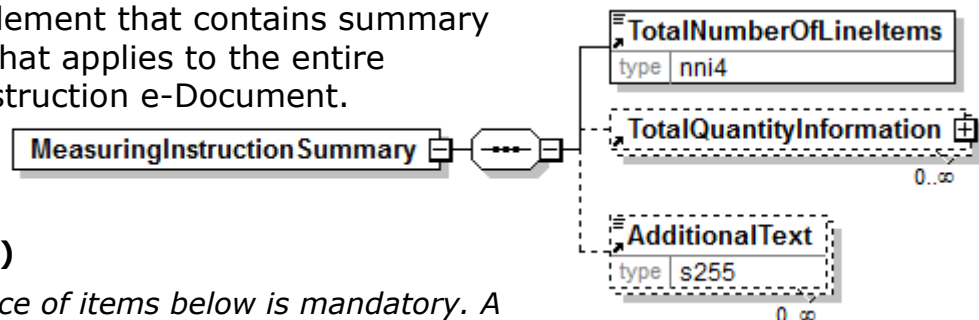 lement that contains summary
hat applies to the entire
struction e-Document.
MeasuringInstructionSummary
TotalNumberOfLineItems
type nni4
TotalQuantityInformation
0..∞
AdditionalText
type s255
0..∞
)
ce of items below is mandatory. A